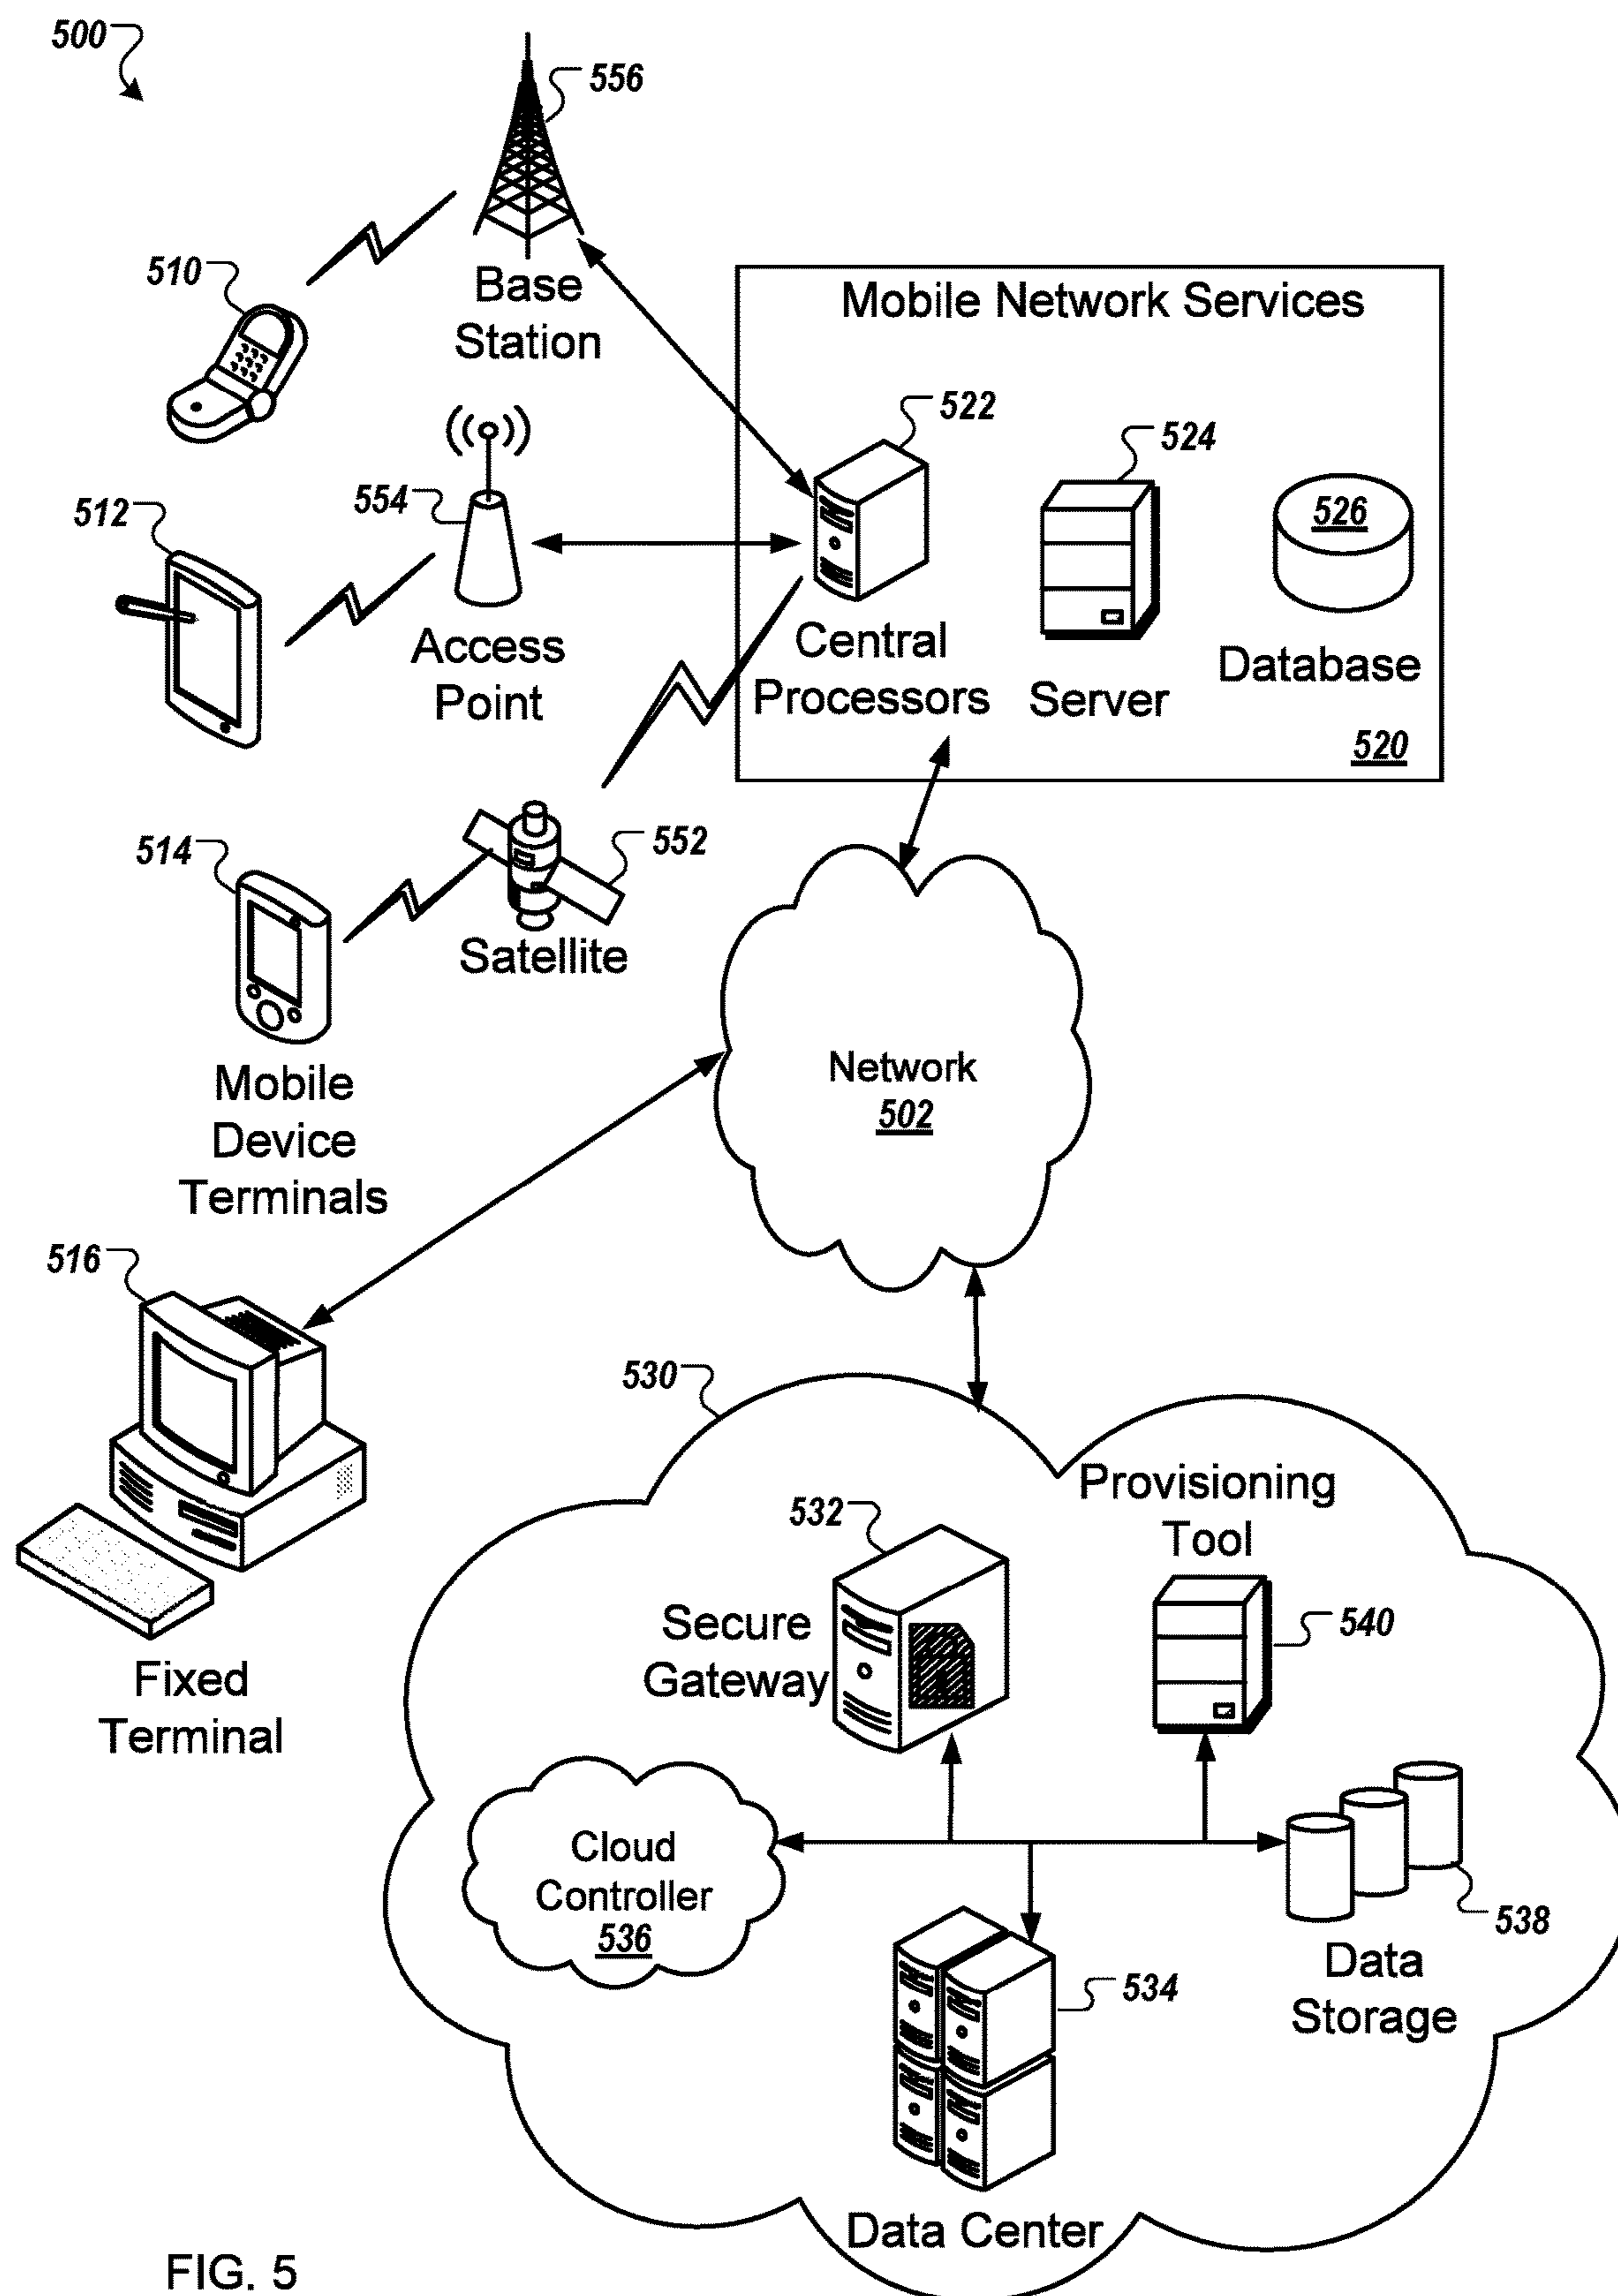 500
556
510
Base
Station
Mobile Network Services
522
524
526
512
554
Access
Point
Central
Processors
Server
Database
520
514
552
Satellite
Mobile
Device
Terminals
Network
502
516
Fixed
Terminal
530
Provisioning
Tool
532
Secure
Gateway
540
Cloud
Controller
536
538
Data
Storage
534
Data Center
FIG. 5